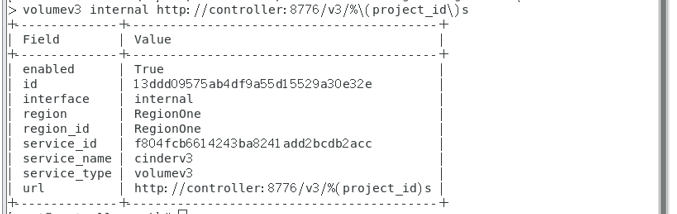 > volumev3 internal http://controller:8776/v3/%\(project_id\)s
+--------------+------------------------------------------+
| Field        | Value                                    |
+--------------+------------------------------------------+
| enabled      | True                                     |
| id           | 13ddd09575ab4df9a55d15529a30e32e         |
| interface    | internal                                 |
| region       | RegionOne                                |
| region_id    | RegionOne                                |
| service_id   | f804fcb6614243ba8241add2bcdb2acc         |
| service_name | cinderv3                                 |
| service_type | volumev3                                 |
| url          | http://controller:8776/v3/%(project_id)s |
+--------------+------------------------------------------+